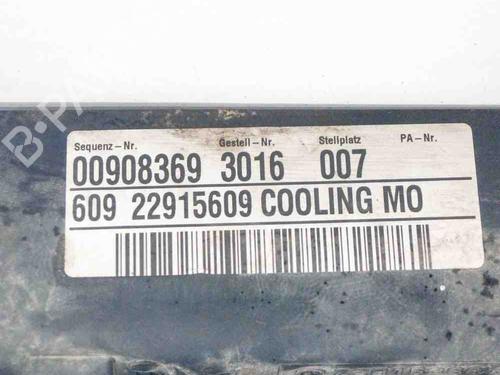 Sequenz-Nr. Gestell-Nr. Stellplatz PA-Nr.
00908369 3016 007
609 22915609 COOLING MO
B-PA